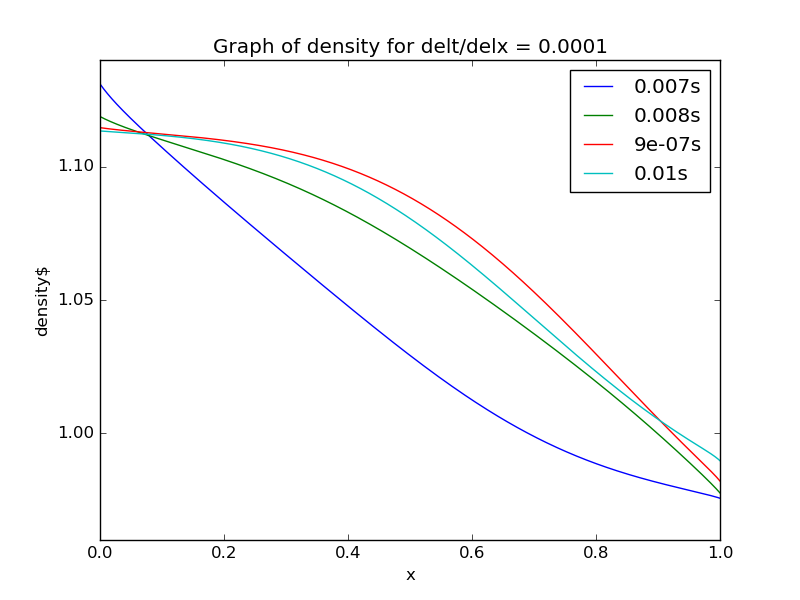 Graph of density for delt/delx = 0.0001
0.007s
0.008s
9e-07s
0.01s
1.10
1.05
1.00
density$
0.0 0.2 0.4 0.6 0.8 1.0
x